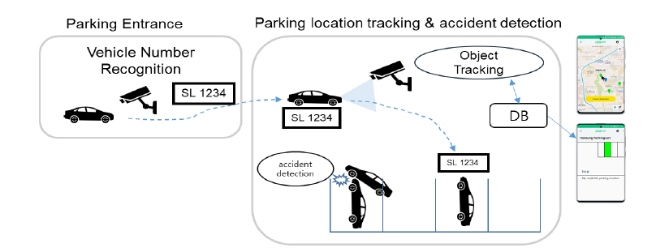 Parking Entrance
Parking location tracking & accident detection
Vehicle Number
Recognition
SL 1234
SL 1234
Object
Tracking
DB
SL 1234
accident
detection